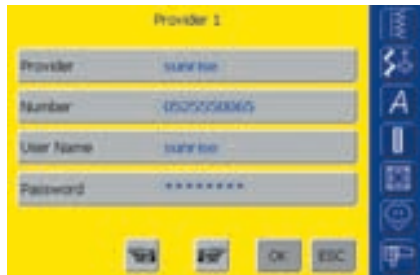 Provider 1
Provider sunrise
Number 0525550065
User Name sunrise
Password ********
A
OK ESC